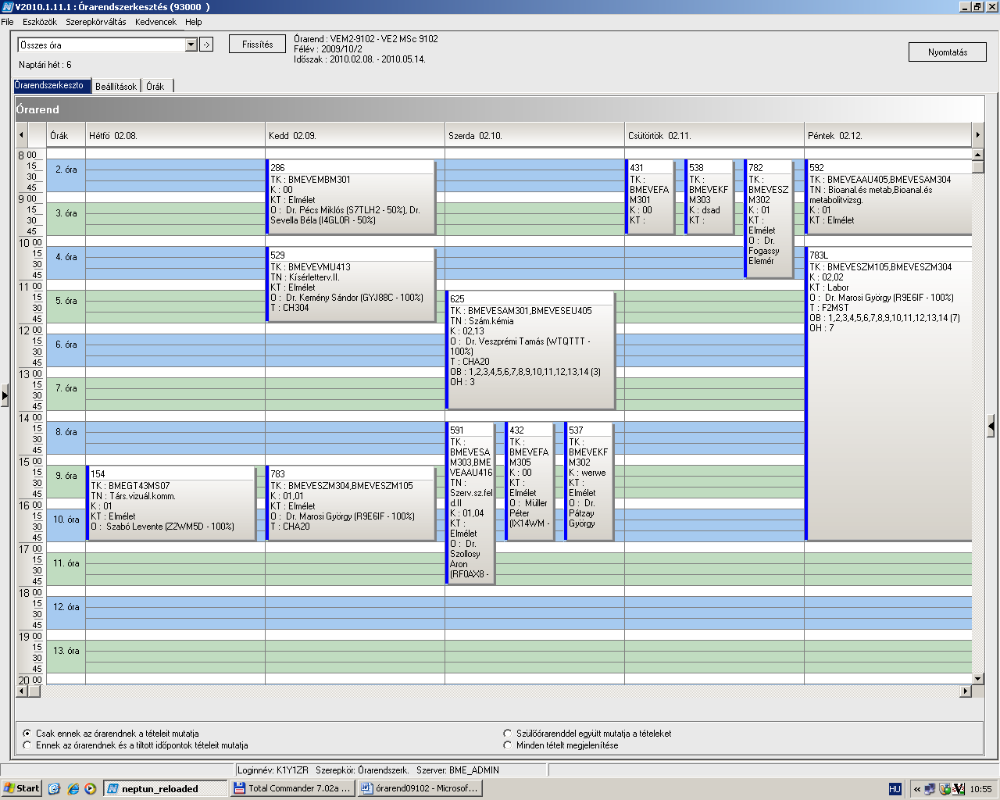 V2010.1.11.1 : Órarendszerkesztés (93000 )
File Eszközök Szerepkörváltás Kedvencek Help
Összes óra
->
Frissítés
Órarend : VEM2-9102 - VE2 MSc 9102
Félév : 2009/10/2
Időszak : 2010.02.08. - 2010.05.14.
Nyomtatás
Naptári hét : 6
Órarendszerkeszto Beállítások Órák
Órarend
Órák Hétfő 02.08. Kedd 02.09. Szerda 02.10. Csütörtök 02.11. Péntek 02.12.
8 00
15
30
45
9 00
15
30
45
10 00
15
30
45
11 00
15
30
45
12 00
15
30
45
13 00
15
30
45
14 00
15
30
45
15 00
15
30
45
16 00
15
30
45
17 00
15
30
45
18 00
15
30
45
19 00
15
30
45
20 00
2. óra
3. óra
4. óra
5. óra
6. óra
7. óra
8. óra
9. óra
10. óra
11. óra
12. óra
13. óra
154
TK : BMEGT43MS07
TN : Társ.vizuál.komm.
K : 01
KT : Elmélet
O : Szabó Levente (Z2WM5D - 100%)
286
TK : BMEVEMBM301
K : 00
KT : Elmélet
O : Dr. Pécs Miklós (S7TLH2 - 50%), Dr.
Sevella Béla (I4GL0R - 50%)
529
TK : BMEVEVMU413
TN : Kísérletterv.II.
KT : Elmélet
O : Dr. Kemény Sándor (GYJ88C - 100%)
T : CH304
783
TK : BMEVESZM304,BMEVESZM105
K : 01,01
KT : Elmélet
O : Dr. Marosi György (R9E6IF - 100%)
T : CHA20
625
TK : BMEVESAM301,BMEVESEU405
TN : Szám.kémia
K : 02,13
O : Dr. Veszprémi Tamás (WTQTTT -
100%)
T : CHA20
OB : 1,2,3,4,5,6,7,8,9,10,11,12,13,14 (3)
OH : 3
591
TK :
BMEVESA
M303,BME
VEAAU416
TN :
Szerv.sz.fel
d.II
K : 01,04
KT :
Elmélet
O : Dr.
Szollosy
Aron
(RF0AX8 -
432
TK :
BMEVEFA
M305
K : 00
KT :
Elmélet
O : Müller
Péter
(IX14WM -
537
TK :
BMEVEKF
M302
K : werwe
KT :
Elmélet
O : Dr.
Pátzay
György
431
TK :
BMEVEFA
M301
K : 00
KT :
538
TK :
BMEVEKF
M303
K : dsad
KT :
782
TK :
BMEVESZ
M302
K : 01
KT :
Elmélet
O : Dr.
Fogassy
Elemér
592
TK : BMEVEAAU405,BMEVESAM304
TN : Bioanal.és metab,Bioanal.és
metabolitvizsg.
K : 01
KT : Elmélet
783L
TK : BMEVESZM105,BMEVESZM304
K : 02,02
KT : Labor
O : Dr. Marosi György (R9E6IF - 100%)
T : F2MST
OB : 1,2,3,4,5,6,7,8,9,10,11,12,13,14 (7)
OH : 7
Csak ennek az órarendnek a tételeit mutatja
Ennek az órarendnek és a tiltott időpontok tételeit mutatja
Szülőórarenddel együtt mutatja a tételeket
Minden tételt megjelenítése
Loginnév: K1Y1ZR Szerepkör: Órarendszerk. Szerver: BME_ADMIN
Start neptun_reloaded Total Commander 7.02a ... órarend09102 - Microsof... HU « 10:55